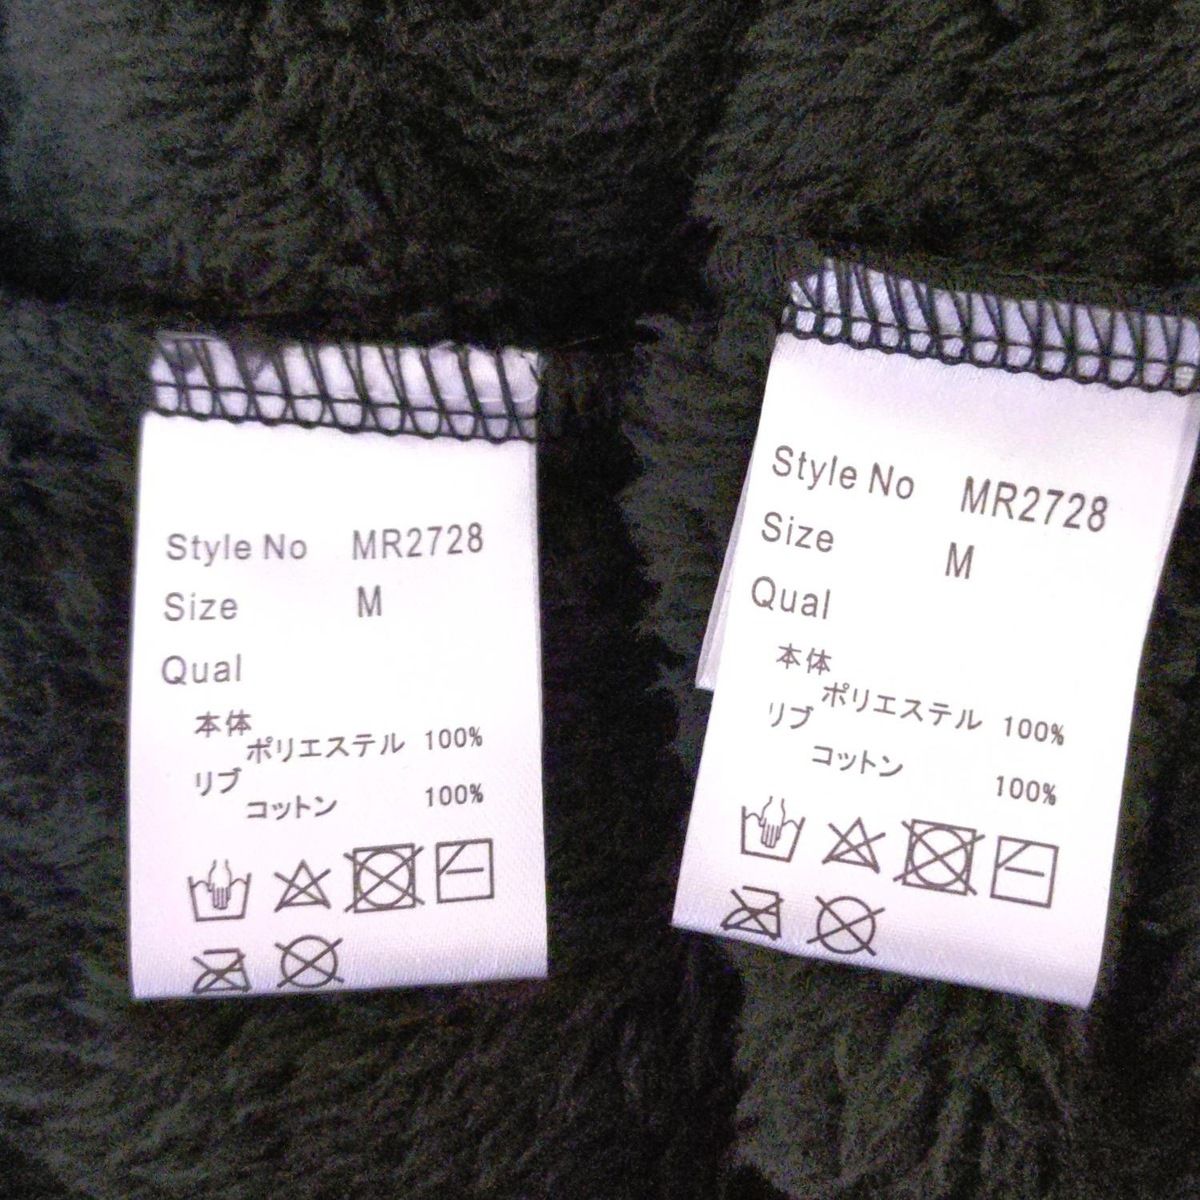 Style No MR2728
Size M
Qual
本体
ポリエステル 100%
リブ
コットン 100%
Style No MR2728
Size M
Qual
本体
ポリエステル 100%
リブ
コットン 100%